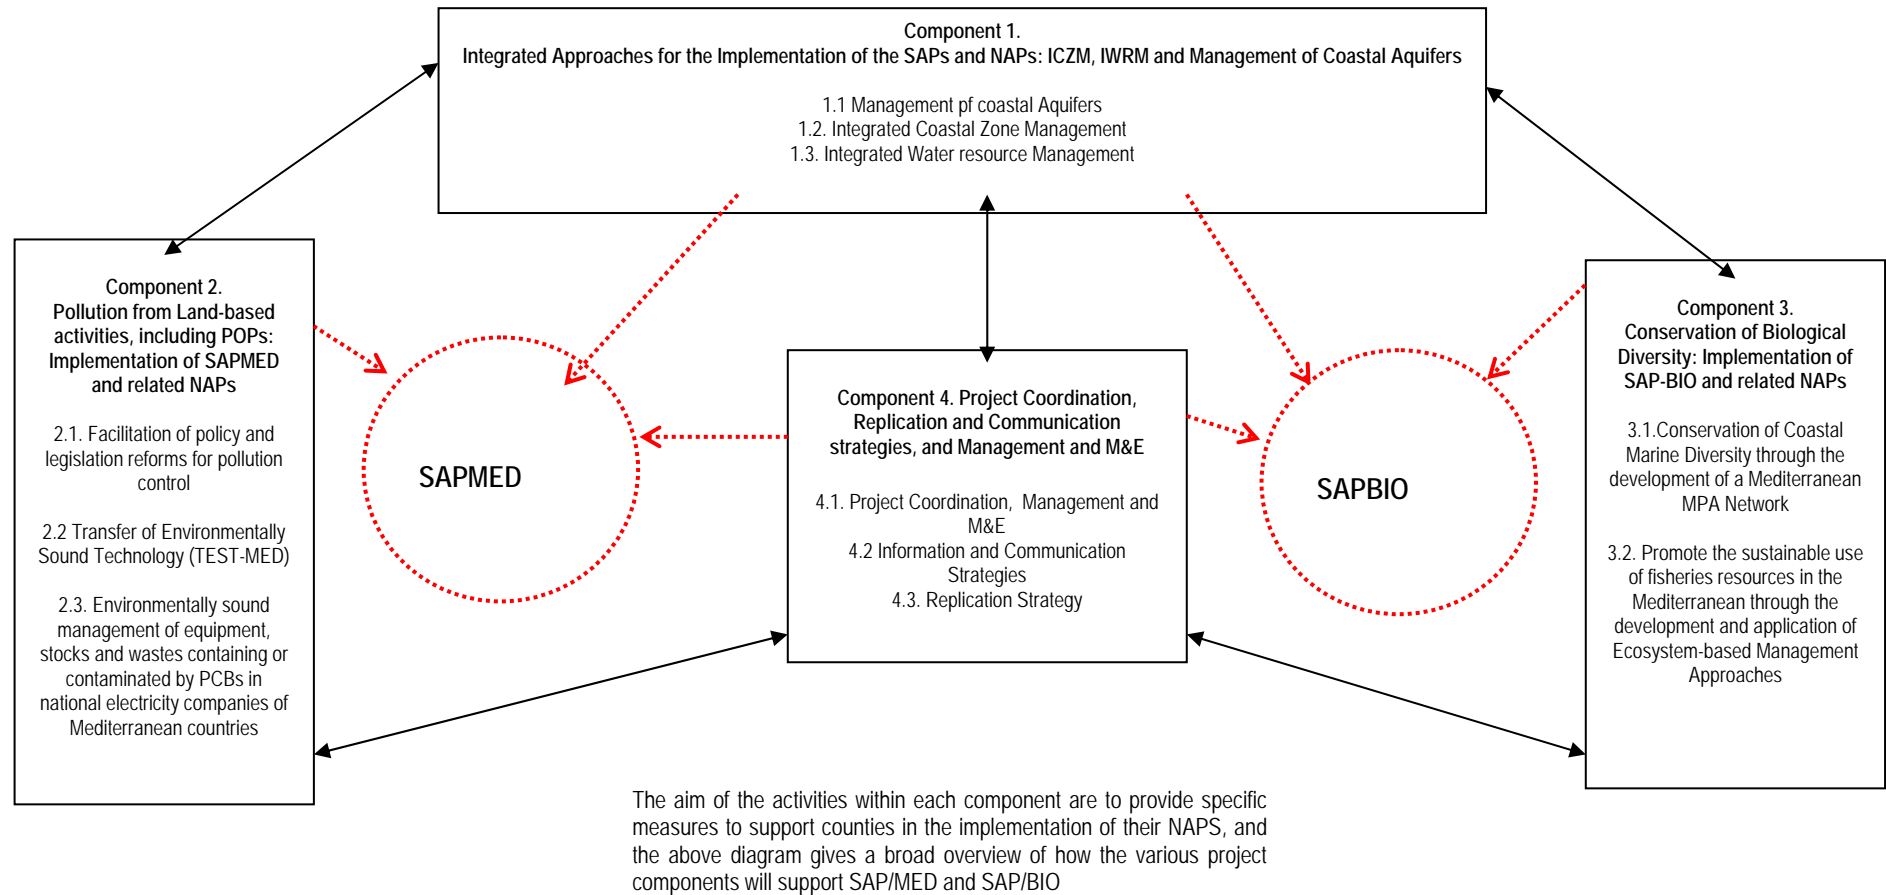 Component 1.
Integrated Approaches for the Implementation of the SAPs and NAPs: ICZM, IWRM and Management of Coastal Aquifers
1.1 Management pf coastal Aquifers
1.2. Integrated Coastal Zone Management
1.3. Integrated Water resource Management
Component 2.
Pollution from Land-based
activities, including POPs:
Implementation of SAPMED
and related NAPs
2.1. Facilitation of policy and
legislation reforms for pollution
control
2.2 Transfer of Environmentally
Sound Technology (TEST-MED)
2.3. Environmentally sound
management of equipment,
stocks and wastes containing or
contaminated by PCBs in
national electricity companies of
Mediterranean countries
SAPMED
Component 4. Project Coordination,
Replication and Communication
strategies, and Management and M&E
4.1. Project Coordination, Management and
M&E
4.2 Information and Communication
Strategies
4.3. Replication Strategy
SAPBIO
Component 3.
Conservation of Biological
Diversity: Implementation of
SAP-BIO and related NAPs
3.1.Conservation of Coastal
Marine Diversity through the
development of a Mediterranean
MPA Network
3.2. Promote the sustainable use
of fisheries resources in the
Mediterranean through the
development and application of
Ecosystem-based Management
Approaches
The aim of the activities within each component are to provide specific
measures to support counties in the implementation of their NAPS, and
the above diagram gives a broad overview of how the various project
components will support SAP/MED and SAP/BIO